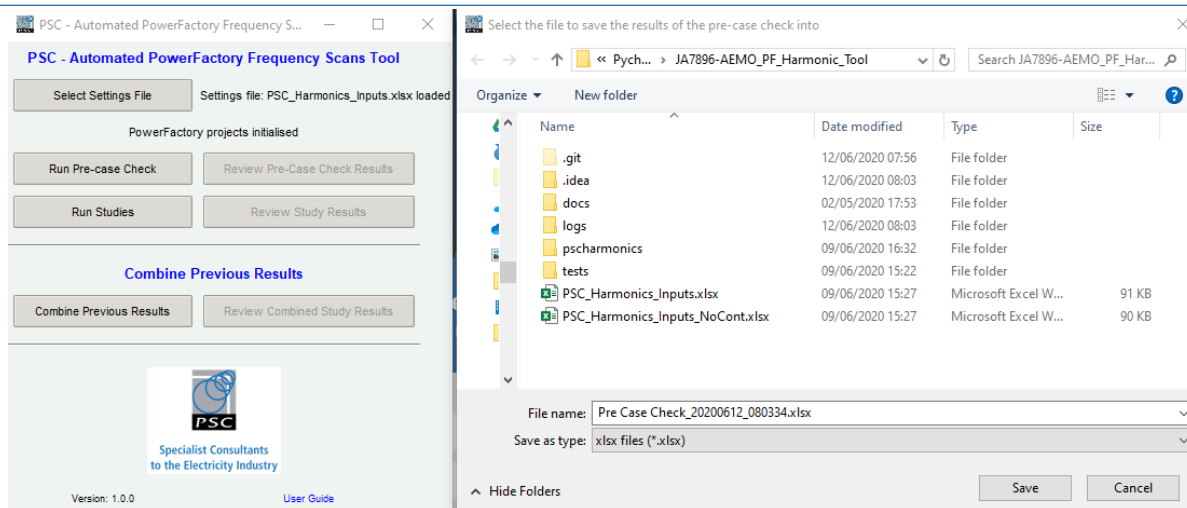 PSC - Automated PowerFactory Frequency S...
PSC - Automated PowerFactory Frequency Scans Tool
Select Settings File
Settings file: PSC_Harmonics_Inputs.xlsx loaded
PowerFactory projects initialised
Run Pre-case Check
Review Pre-Case Check Results
Run Studies
Review Study Results
Combine Previous Results
Combine Previous Results
Review Combined Study Results
PSC
Specialist Consultants
to the Electricity Industry
Version: 1.0.0
User Guide
Select the file to save the results of the pre-case check into
« Pych... › JA7896-AEMO_PF_Harmonic_Tool
Search JA7896-AEMO_PF_Har...
Organize
New folder
Name Date modified Type Size
.git 12/06/2020 07:56 File folder
.idea 12/06/2020 08:03 File folder
docs 02/05/2020 17:53 File folder
logs 12/06/2020 08:03 File folder
pscharmonics 09/06/2020 16:32 File folder
tests 09/06/2020 15:22 File folder
PSC_Harmonics_Inputs.xlsx 09/06/2020 15:27 Microsoft Excel W... 91 KB
PSC_Harmonics_Inputs_NoCont.xlsx 09/06/2020 15:27 Microsoft Excel W... 90 KB
File name: Pre Case Check_20200612_080334.xlsx
Save as type: xlsx files (*.xlsx)
Hide Folders
Save
Cancel